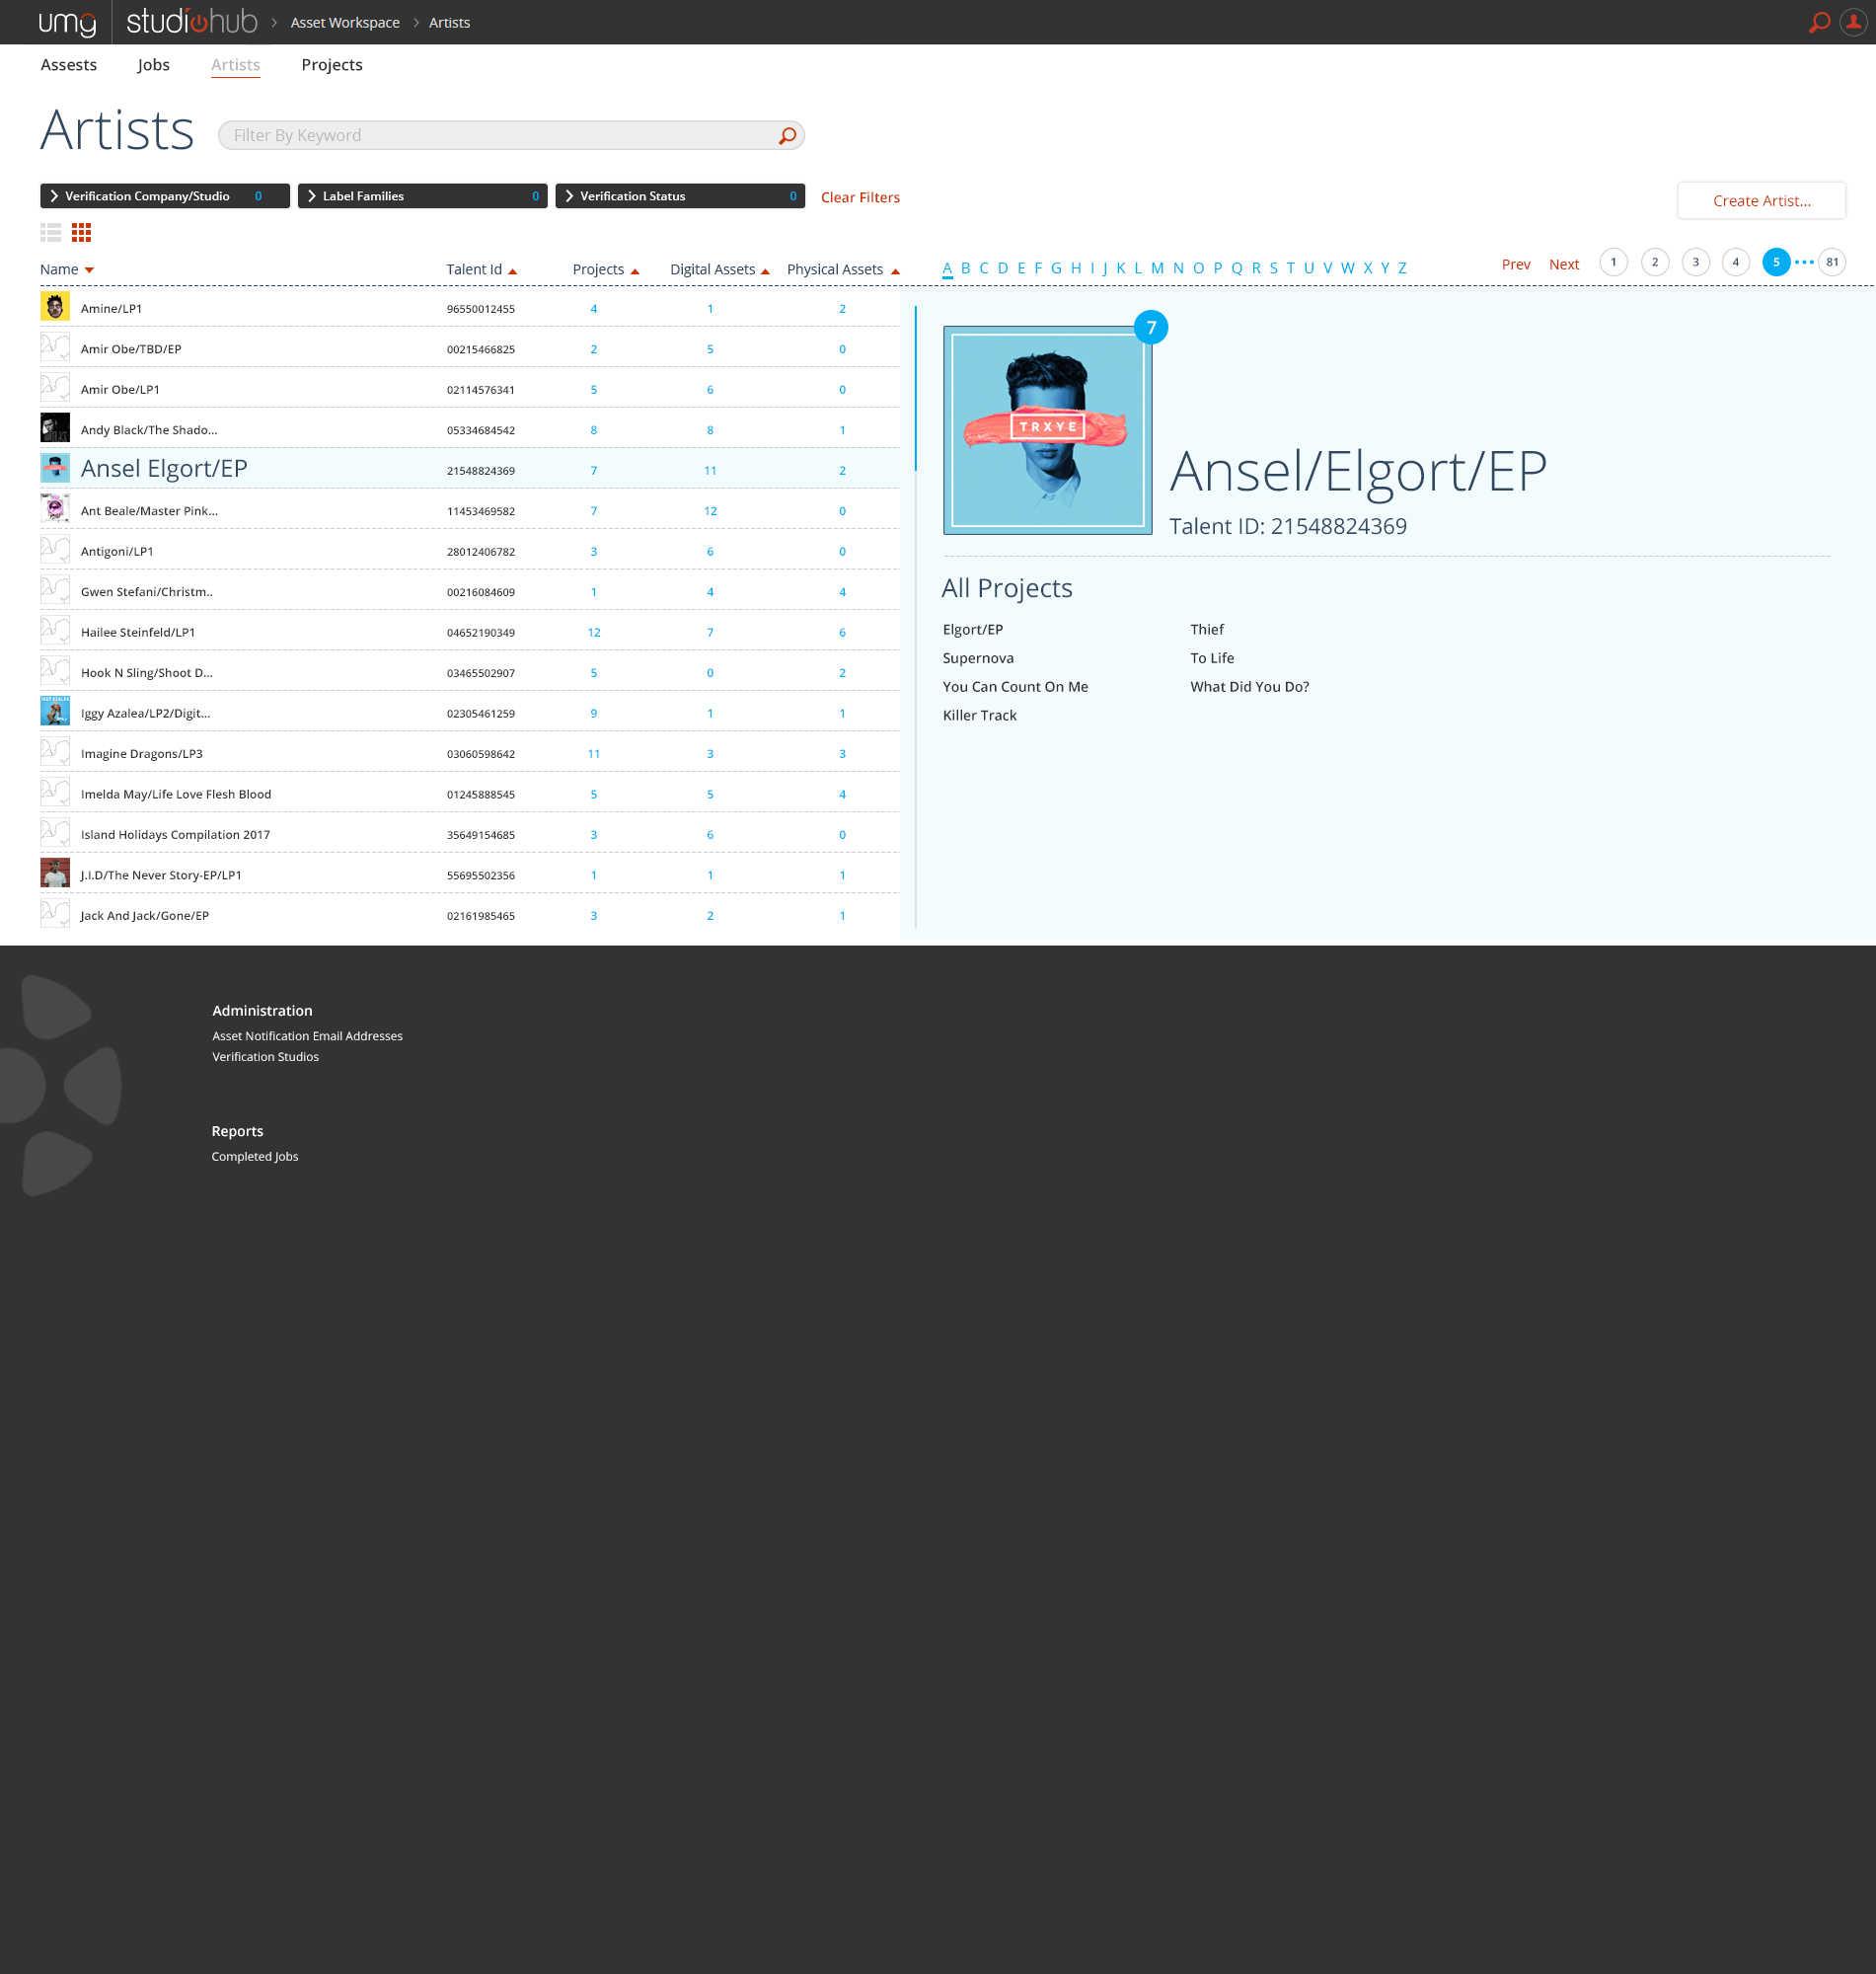 umg studiohub > Asset Workspace > Artists
Assests Jobs Artists Projects
Artists Filter By Keyword
Verification Company/Studio 0 Label Families 0 Verification Status 0 Clear Filters Create Artist...
Name Talent Id Projects Digital Assets Physical Assets A B C D E F G H I J K L M N O P Q R S T U V W X Y Z Prev Next 1 2 3 4 5 ••• 81
Amine/LP1 96550012455 4 1 2
Amir Obe/TBD/EP 00215466825 2 5 0
Amir Obe/LP1 02114576341 5 6 0
Andy Black/The Shado... 05334684542 8 8 1
Ansel Elgort/EP 21548824369 7 11 2
Ant Beale/Master Pink... 11453469582 7 12 0
Antigoni/LP1 28012406782 3 6 0
Gwen Stefani/Christm.. 00216084609 1 4 4
Hailee Steinfeld/LP1 04652190349 12 7 6
Hook N Sling/Shoot D... 03465502907 5 0 2
IGGY AZALEA
Iggy Azalea/LP2/Digit... 02305461259 9 1 1
Imagine Dragons/LP3 03060598642 11 3 3
Imelda May/Life Love Flesh Blood 01245888545 5 5 4
Island Holidays Compilation 2017 35649154685 3 6 0
J.I.D/The Never Story-EP/LP1 55695502356 1 1 1
Jack And Jack/Gone/EP 02161985465 3 2 1
7
TRXYE
Ansel/Elgort/EP
Talent ID: 21548824369
All Projects
Elgort/EP Thief
Supernova To Life
You Can Count On Me What Did You Do?
Killer Track
Administration
Asset Notification Email Addresses
Verification Studios
Reports
Completed Jobs